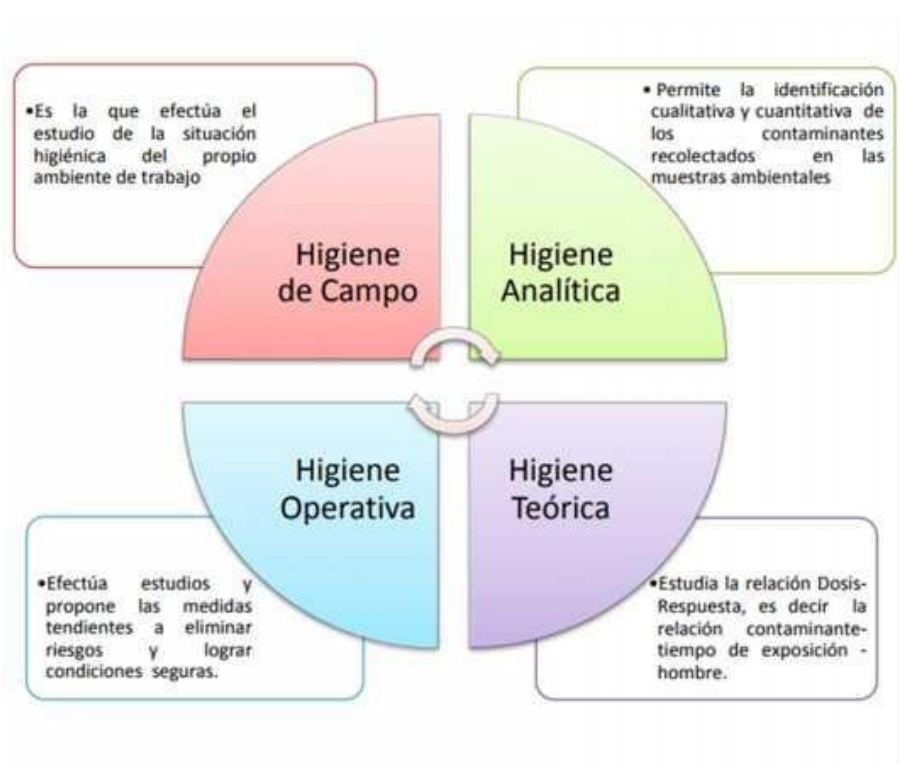 •Es la que efectúa el
estudio de la situación
higiénica del propio
ambiente de trabajo
• Permite la identificación
cualitativa y cuantitativa de
los contaminantes
recolectados en las
muestras ambientales
Higiene
de Campo
Higiene
Analítica
Higiene
Operativa
Higiene
Teórica
•Efectúa estudios y
propone las medidas
tendientes a eliminar
riesgos y lograr
condiciones seguras.
•Estudia la relación Dosis-
Respuesta, es decir la
relación contaminante-
tiempo de exposición -
hombre.